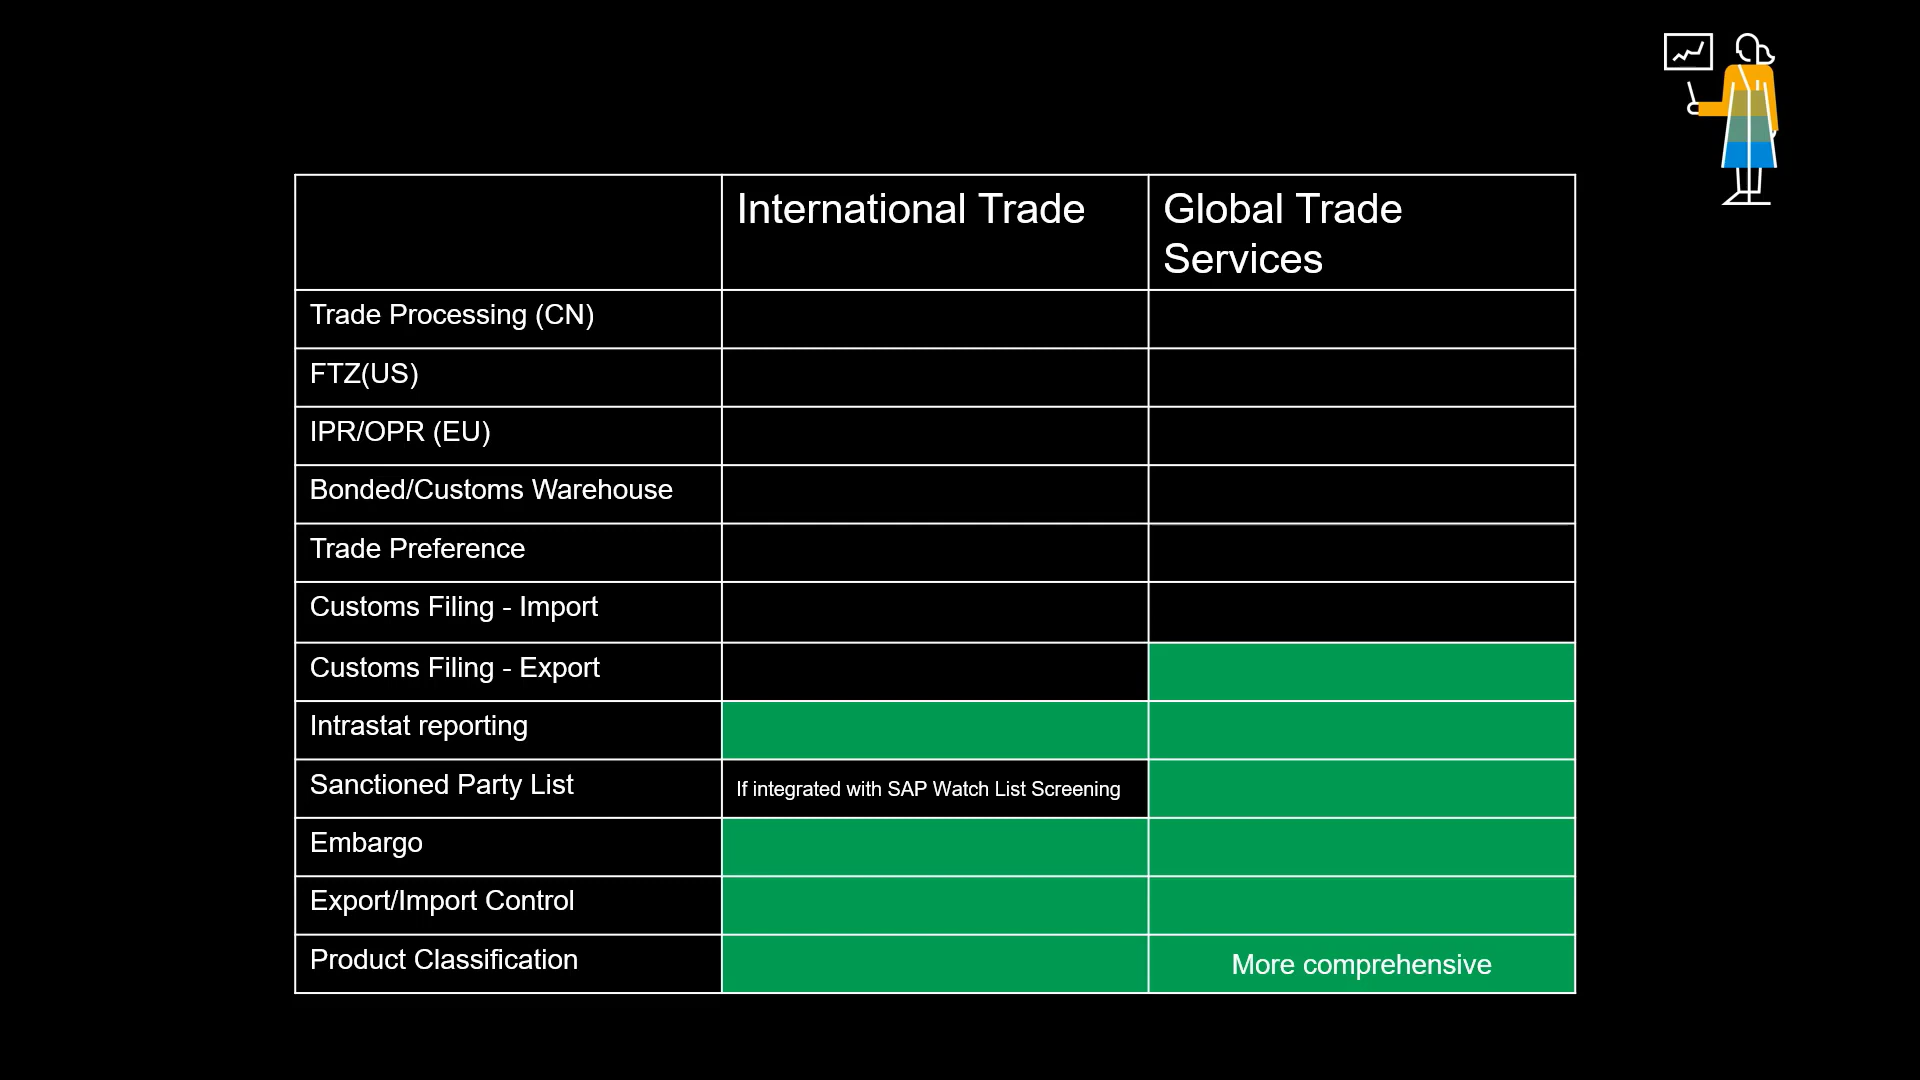 International Trade
Global Trade
Services
Trade Processing (CN)
FTZ(US)
IPR/OPR (EU)
Bonded/Customs Warehouse
Trade Preference
Customs Filing - Import
Customs Filing - Export
Intrastat reporting
Sanctioned Party List
If integrated with SAP Watch List Screening
Embargo
Export/Import Control
Product Classification
More comprehensive